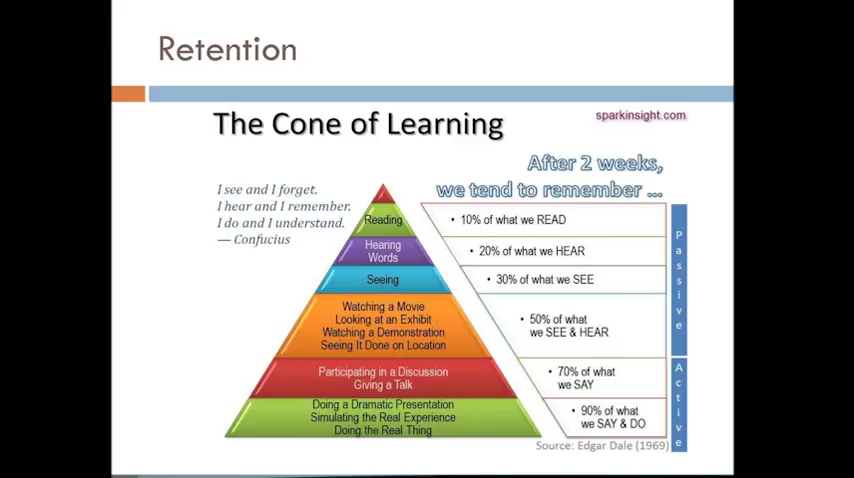 Retention
The Cone of Learning
sparkinsight.com
After 2 weeks,
we tend to remember ...
I see and I forget.
I hear and I remember.
I do and I understand.
— Confucius
Reading
Hearing
Words
Seeing
Watching a Movie
Looking at an Exhibit
Watching a Demonstration
Seeing It Done on Location
Participating in a Discussion
Giving a Talk
Doing a Dramatic Presentation
Simulating the Real Experience
Doing the Real Thing
• 10% of what we READ
• 20% of what we HEAR
• 30% of what we SEE
• 50% of what
we SEE & HEAR
• 70% of what
we SAY
• 90% of what
we SAY & DO
Passive
Active
Source: Edgar Dale (1969)